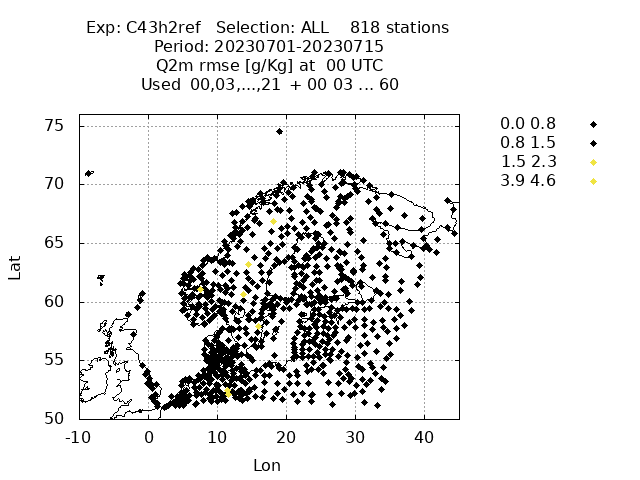 Exp: C43h2ref   Selection: ALL    818 stations
Period: 20230701-20230715
Q2m rmse [g/Kg] at  00 UTC
Used  00,03,...,21  + 00 03 ... 60
0.0 0.8
0.8 1.5
1.5 2.3
3.9 4.6
75
70
65
60
55
50
Lat
-10 0 10 20 30 40
Lon